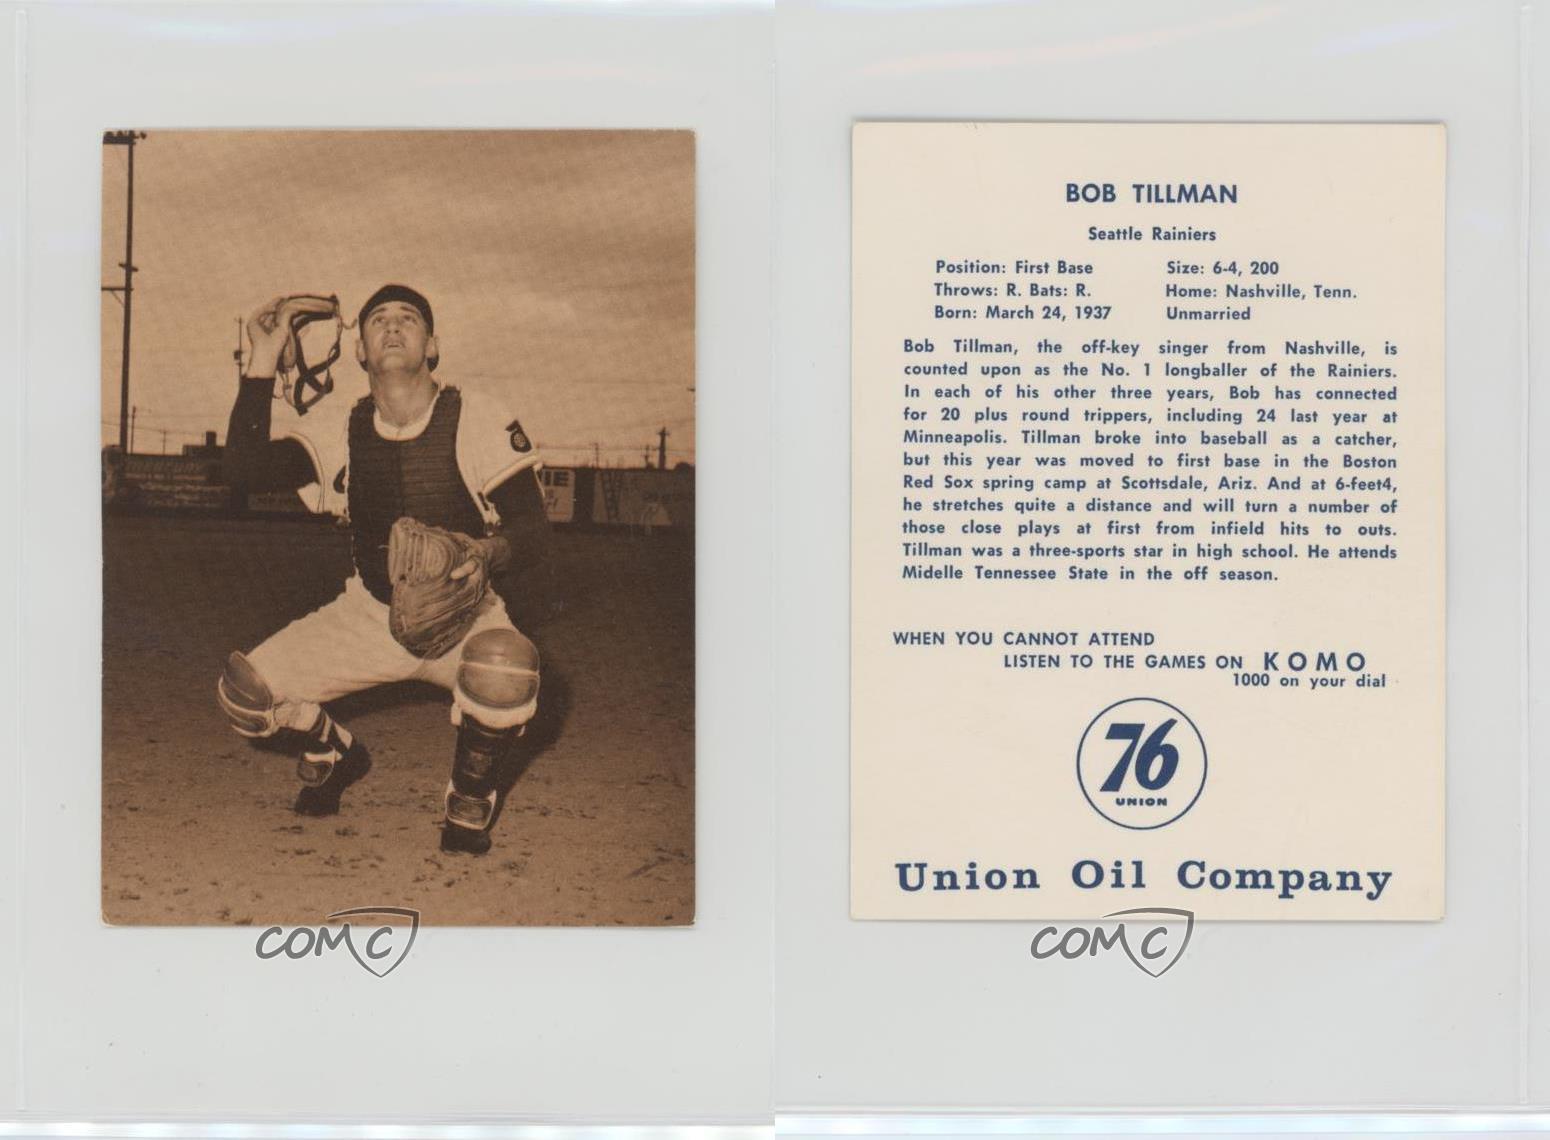 BOB TILLMAN
Seattle Rainiers
Position: First Base
Throws: R. Bats: R.
Born: March 24, 1937
Size: 6-4, 200
Home: Nashville, Tenn.
Unmarried
Bob Tillman, the off-key singer from Nashville, is
counted upon as the No. 1 longballer of the Rainiers.
In each of his other three years, Bob has connected
for 20 plus round trippers, including 24 last year at
Minneapolis. Tillman broke into baseball as a catcher,
but this year was moved to first base in the Boston
Red Sox spring camp at Scottsdale, Ariz. And at 6-feet4,
he stretches quite a distance and will turn a number of
those close plays at first from infield hits to outs.
Tillman was a three-sports star in high school. He attends
Midelle Tennessee State in the off season.
WHEN YOU CANNOT ATTEND
LISTEN TO THE GAMES ON KOMO
1000 on your dial
76
UNION
Union Oil Company
COMC
COMC